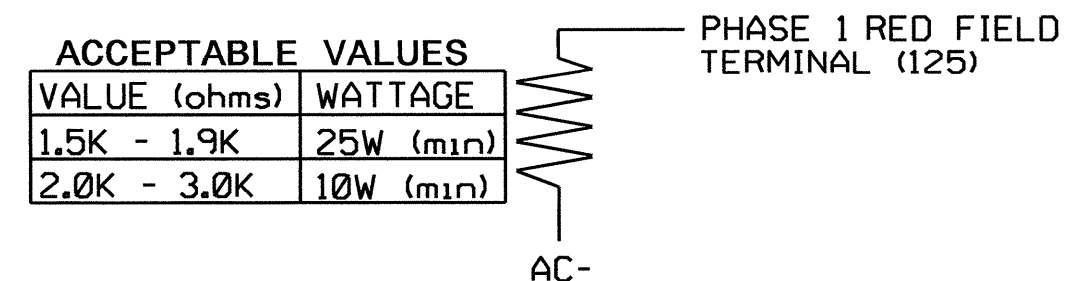 ACCEPTABLE VALUES
VALUE (ohms) WATTAGE
1.5K - 1.9K 25W (min)
2.0K - 3.0K 10W (min)
PHASE 1 RED FIELD
TERMINAL (125)
AC-